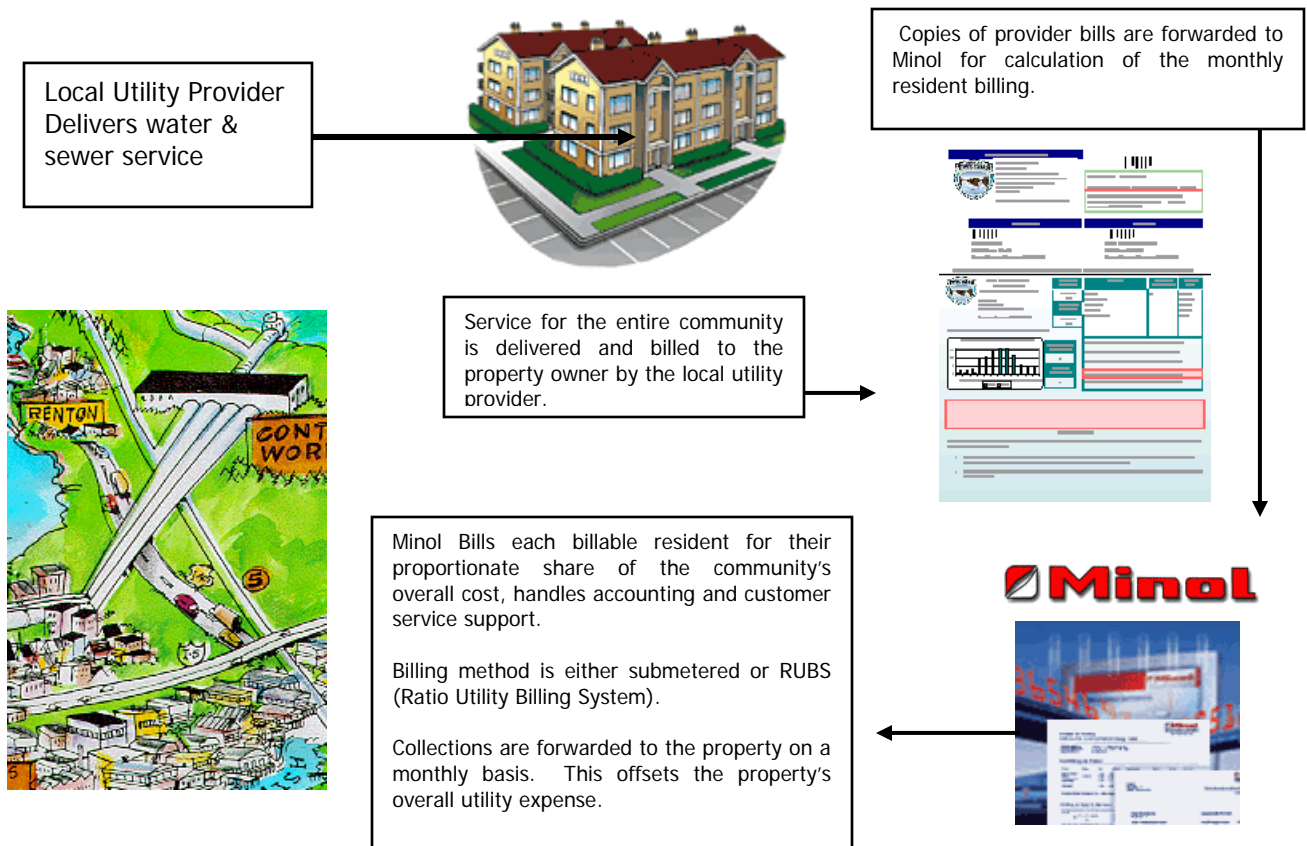 Local Utility Provider
Delivers water &
sewer service
Copies of provider bills are forwarded to
Minol for calculation of the monthly
resident billing.
Service for the entire community
is delivered and billed to the
property owner by the local utility
provider.
RENTON
CONT
WOR
5
I-5
ISH
S
Minol Bills each billable resident for their
proportionate share of the community's
overall cost, handles accounting and customer
service support.
Billing method is either submetered or RUBS
(Ratio Utility Billing System).
Collections are forwarded to the property on a
monthly basis. This offsets the property's
overall utility expense.
Minol
Minol